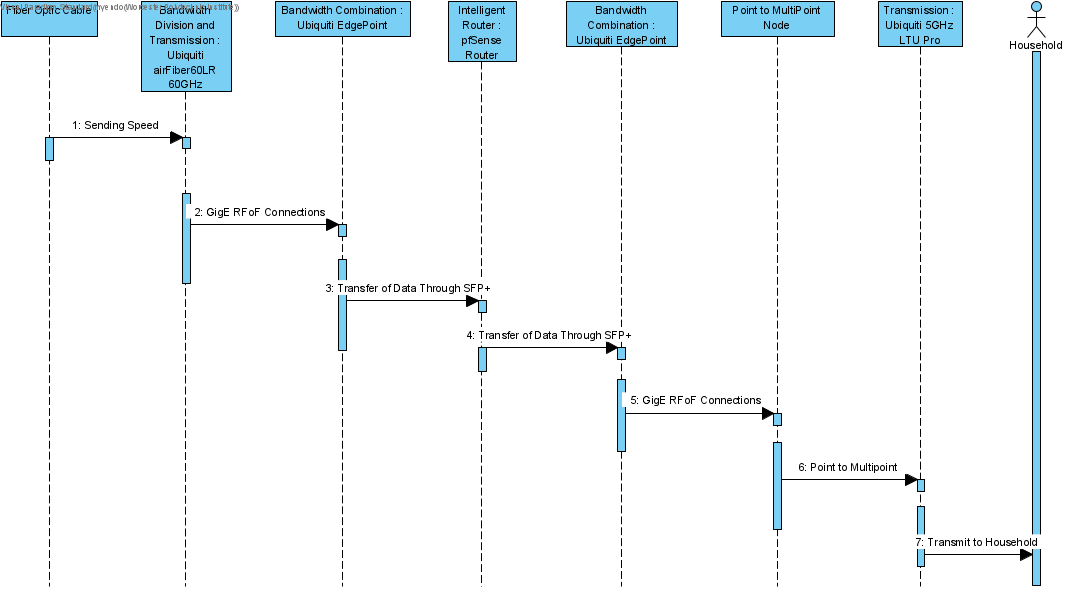 Fiber Optic Cable
Bandwidth
Division and
Transmission :
Ubiquiti
airFiber60LR
60GHz
Bandwidth Combination :
Ubiquiti EdgePoint
Intelligent
Router :
pfSense
Router
Bandwidth
Combination :
Ubiquiti EdgePoint
Point to MultiPoint
Node
Transmission :
Ubiquiti 5GHz
LTU Pro
Household
1: Sending Speed
2: GigE RFoF Connections
3: Transfer of Data Through SFP+
4: Transfer of Data Through SFP+
5: GigE RFoF Connections
6: Point to Multipoint
7: Transmit to Household